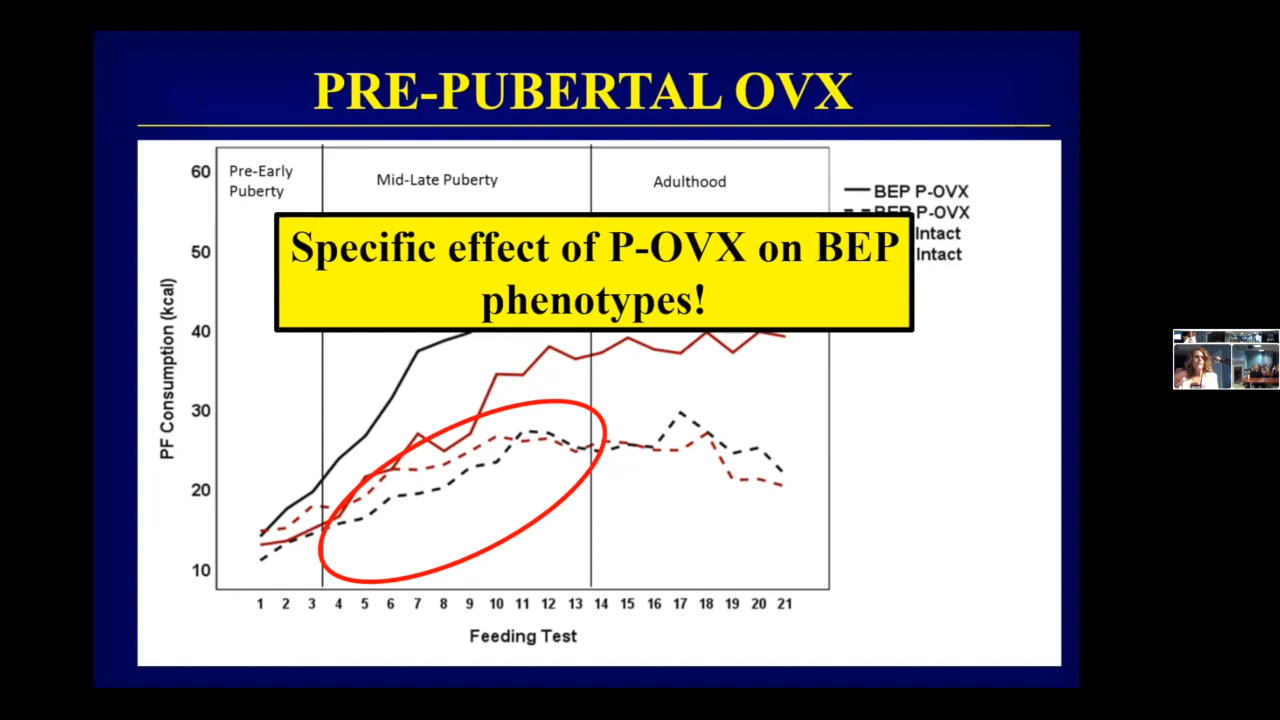 PRE-PUBERTAL OVX
60
50
40
30
20
10
PF Consumption (kcal)
Pre-Early
Puberty
Mid-Late Puberty
Adulthood
BEP P-OVX
BEP P-OVX
Intact
Intact
Specific effect of P-OVX on BEP
phenotypes!
1 2 3 4 5 6 7 8 9 10 11 12 13 14 15 16 17 18 19 20 21
Feeding Test